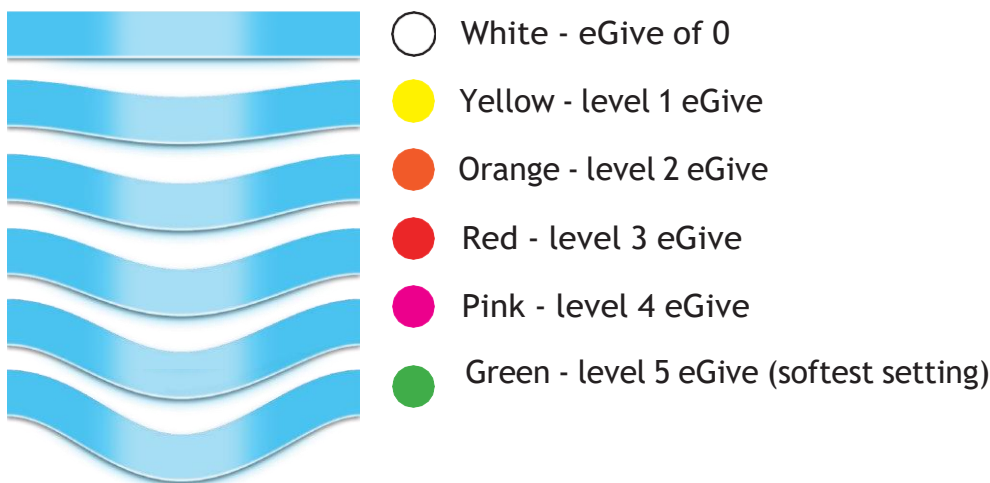 White - eGive of 0
Yellow - level 1 eGive
Orange - level 2 eGive
Red - level 3 eGive
Pink - level 4 eGive
Green - level 5 eGive (softest setting)